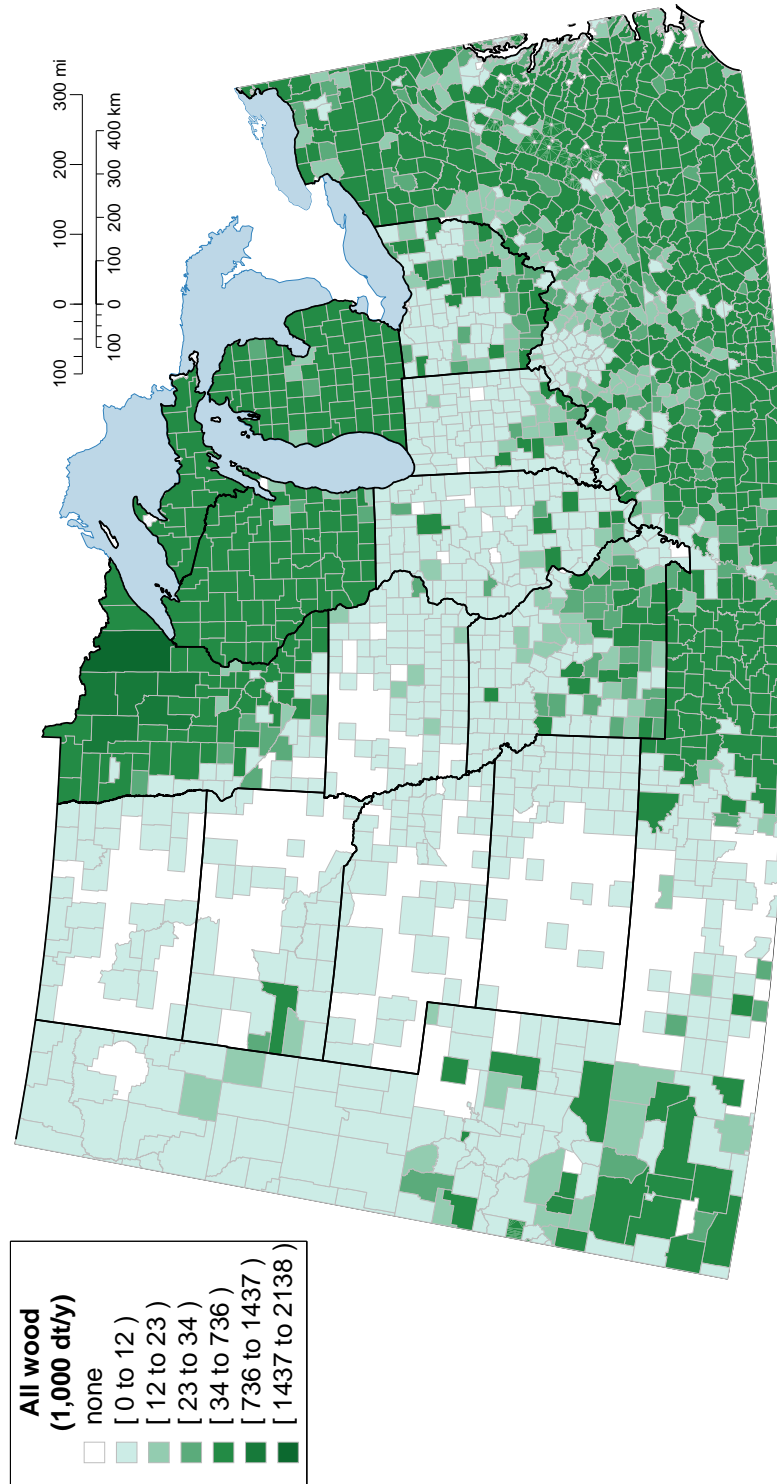 All wood
(1,000 dt/y)
none
[ 0 to 12 )
[ 12 to 23 )
[ 23 to 34 )
[ 34 to 736 )
[ 736 to 1437 )
[ 1437 to 2138 )
100 0 100 200 300 mi
100 0 100 200 300 400 km